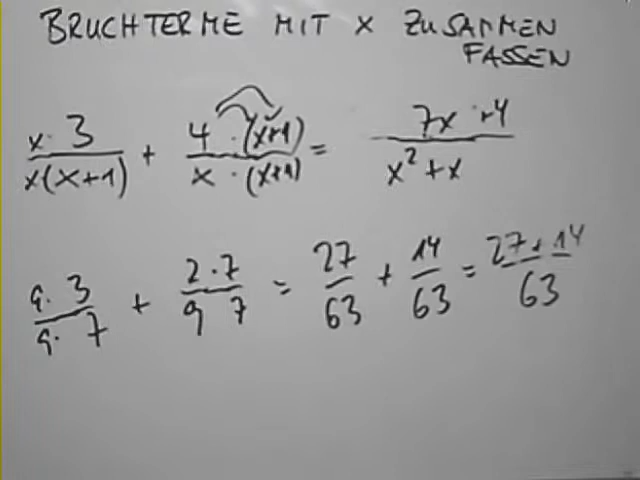 BRUCHTERME MIT X ZUSAMMEN
FASSEN
x · 3 / x(x+1) + 4 · (x+1) / x · (x+1) = 7x + 4 / x² + x
9 · 3 / 9 · 7 + 2 · 7 / 9 7 = 27 / 63 + 14 / 63 = 27 + 14 / 63